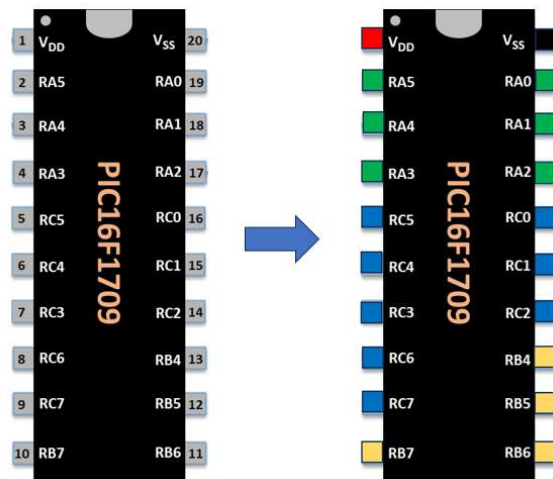 1 VDD VSS 20
2 RA5 RA0 19
3 RA4 RA1 18
4 RA3 RA2 17
5 RC5 RC0 16
6 RC4 RC1 15
7 RC3 RC2 14
8 RC6 RB4 13
9 RC7 RB5 12
10 RB7 RB6 11
PIC16F1709
VDD VSS
RA5 RA0
RA4 RA1
RA3 RA2
RC5 RC0
RC4 RC1
RC3 RC2
RC6 RB4
RC7 RB5
RB7 RB6
PIC16F1709